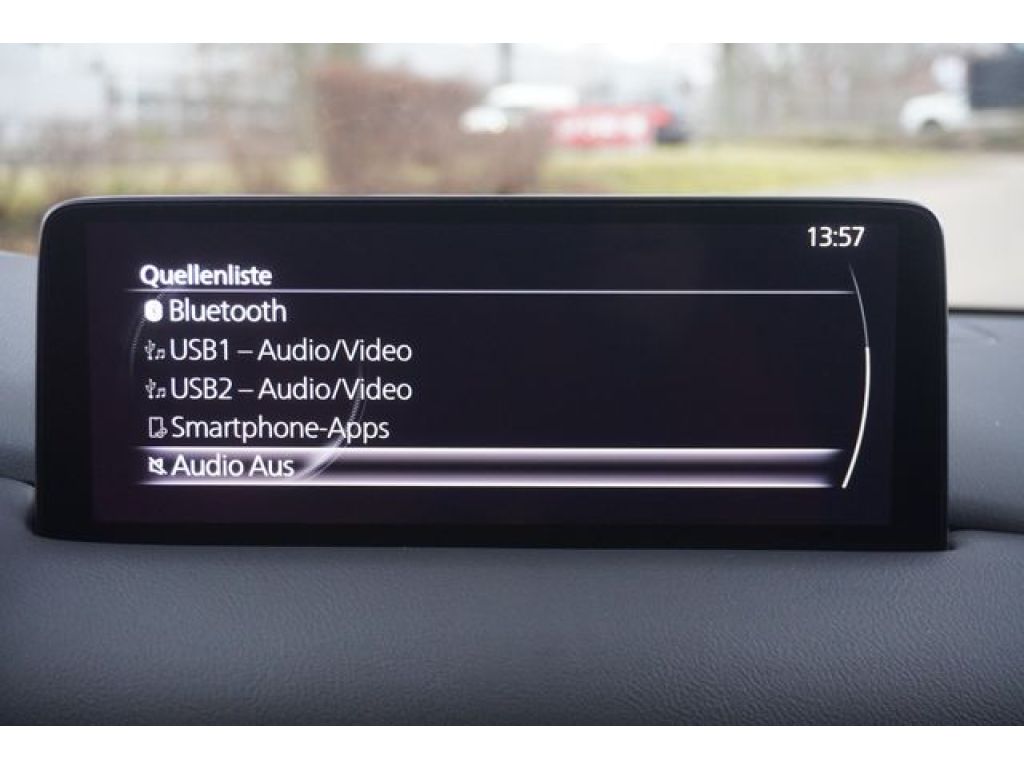 13:57
Quellenliste
Bluetooth
USB1 – Audio/Video
USB2 – Audio/Video
Smartphone-Apps
Audio Aus